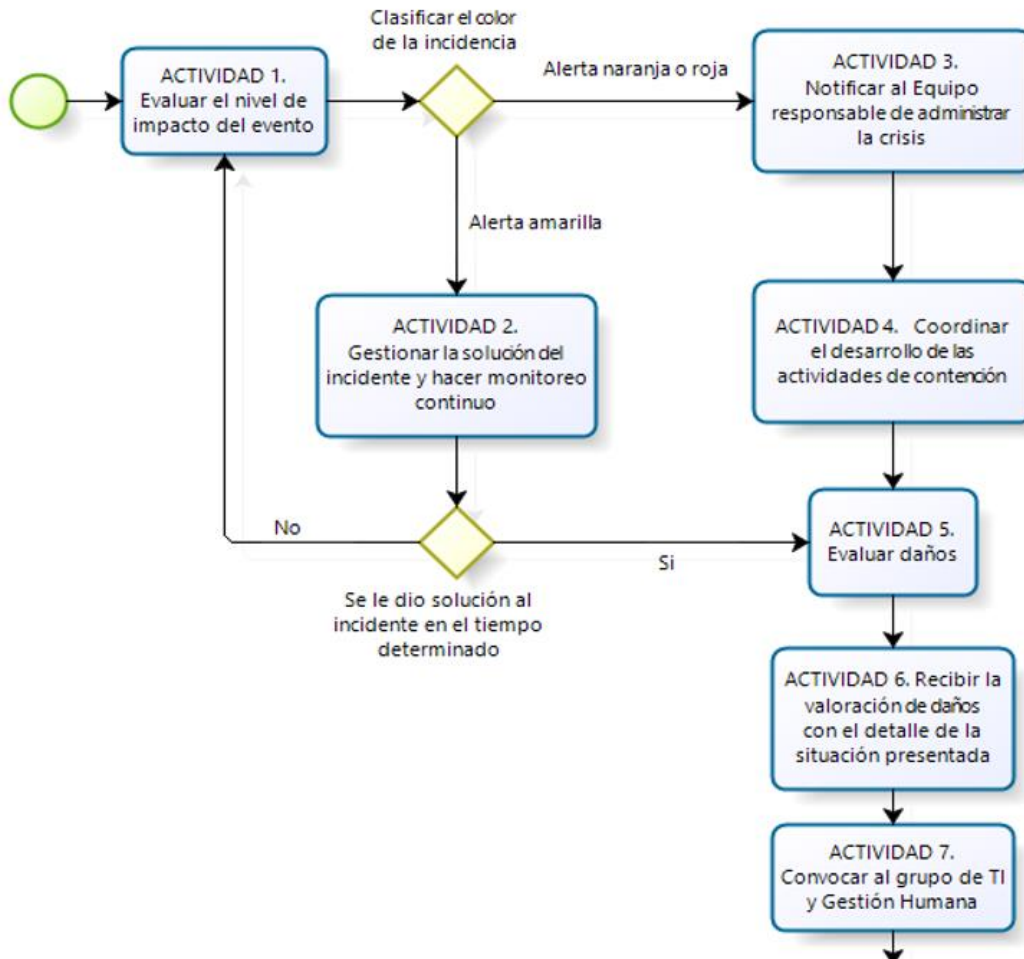 Clasificar el color
de la incidencia
ACTIVIDAD 1.
Evaluar el nivel de
impacto del evento
Alerta naranja o roja
ACTIVIDAD 3.
Notificar al Equipo
responsable de administrar
la crisis
Alerta amarilla
ACTIVIDAD 2.
Gestionar la solución del
incidente y hacer monitoreo
continuo
ACTIVIDAD 4. Coordinar
el desarrollo de las
actividades de contención
No
Si
ACTIVIDAD 5.
Evaluar daños
Se le dio solución al
incidente en el tiempo
determinado
ACTIVIDAD 6. Recibir la
valoración de daños
con el detalle de la
situación presentada
ACTIVIDAD 7.
Convocar al grupo de TI
y Gestión Humana